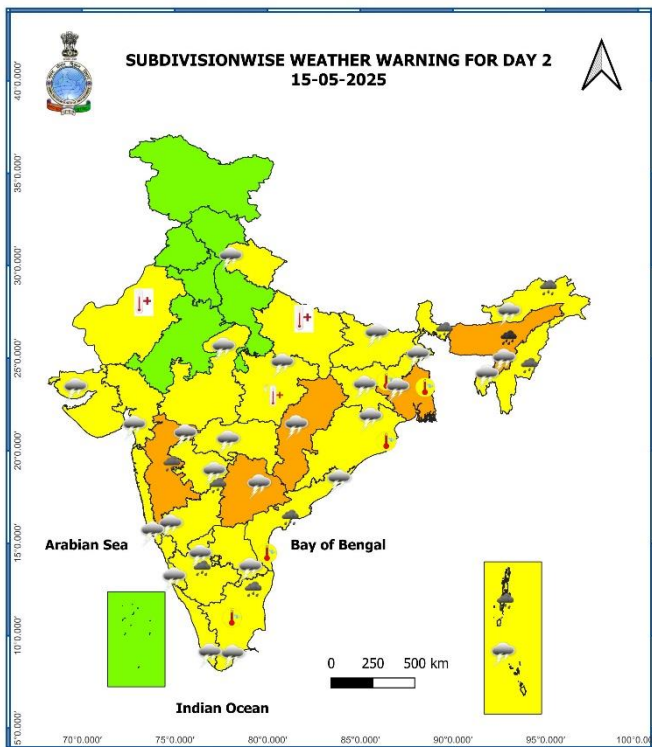 SUBDIVISIONWISE WEATHER WARNING FOR DAY 2
15-05-2025
40°0.000'
35°0.000'
30°0.000'
25°0.000'
20°0.000'
15°0.000'
10°0.000'
5°0.000'
Arabian Sea
Bay of Bengal
0 250 500 km
Indian Ocean
70°0.000' 75°0.000' 80°0.000' 85°0.000' 90°0.000' 95°0.000' 100°0.0